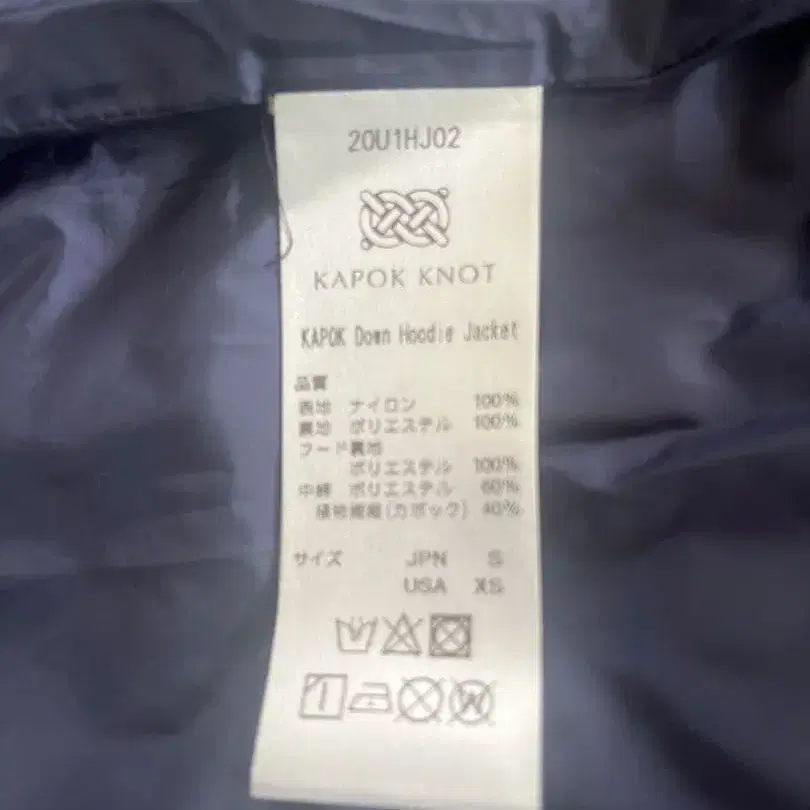 20U1HJ02
KAPOK KNOT
KAPOK Down Hoodie Jacket
品質
表地 ナイロン 100%
裏地 ポリエステル 100%
フード裏地
ポリエステル 100%
中綿 ポリエステル 60%
植物繊維(カポック) 40%
サイズ JPN S
USA XS